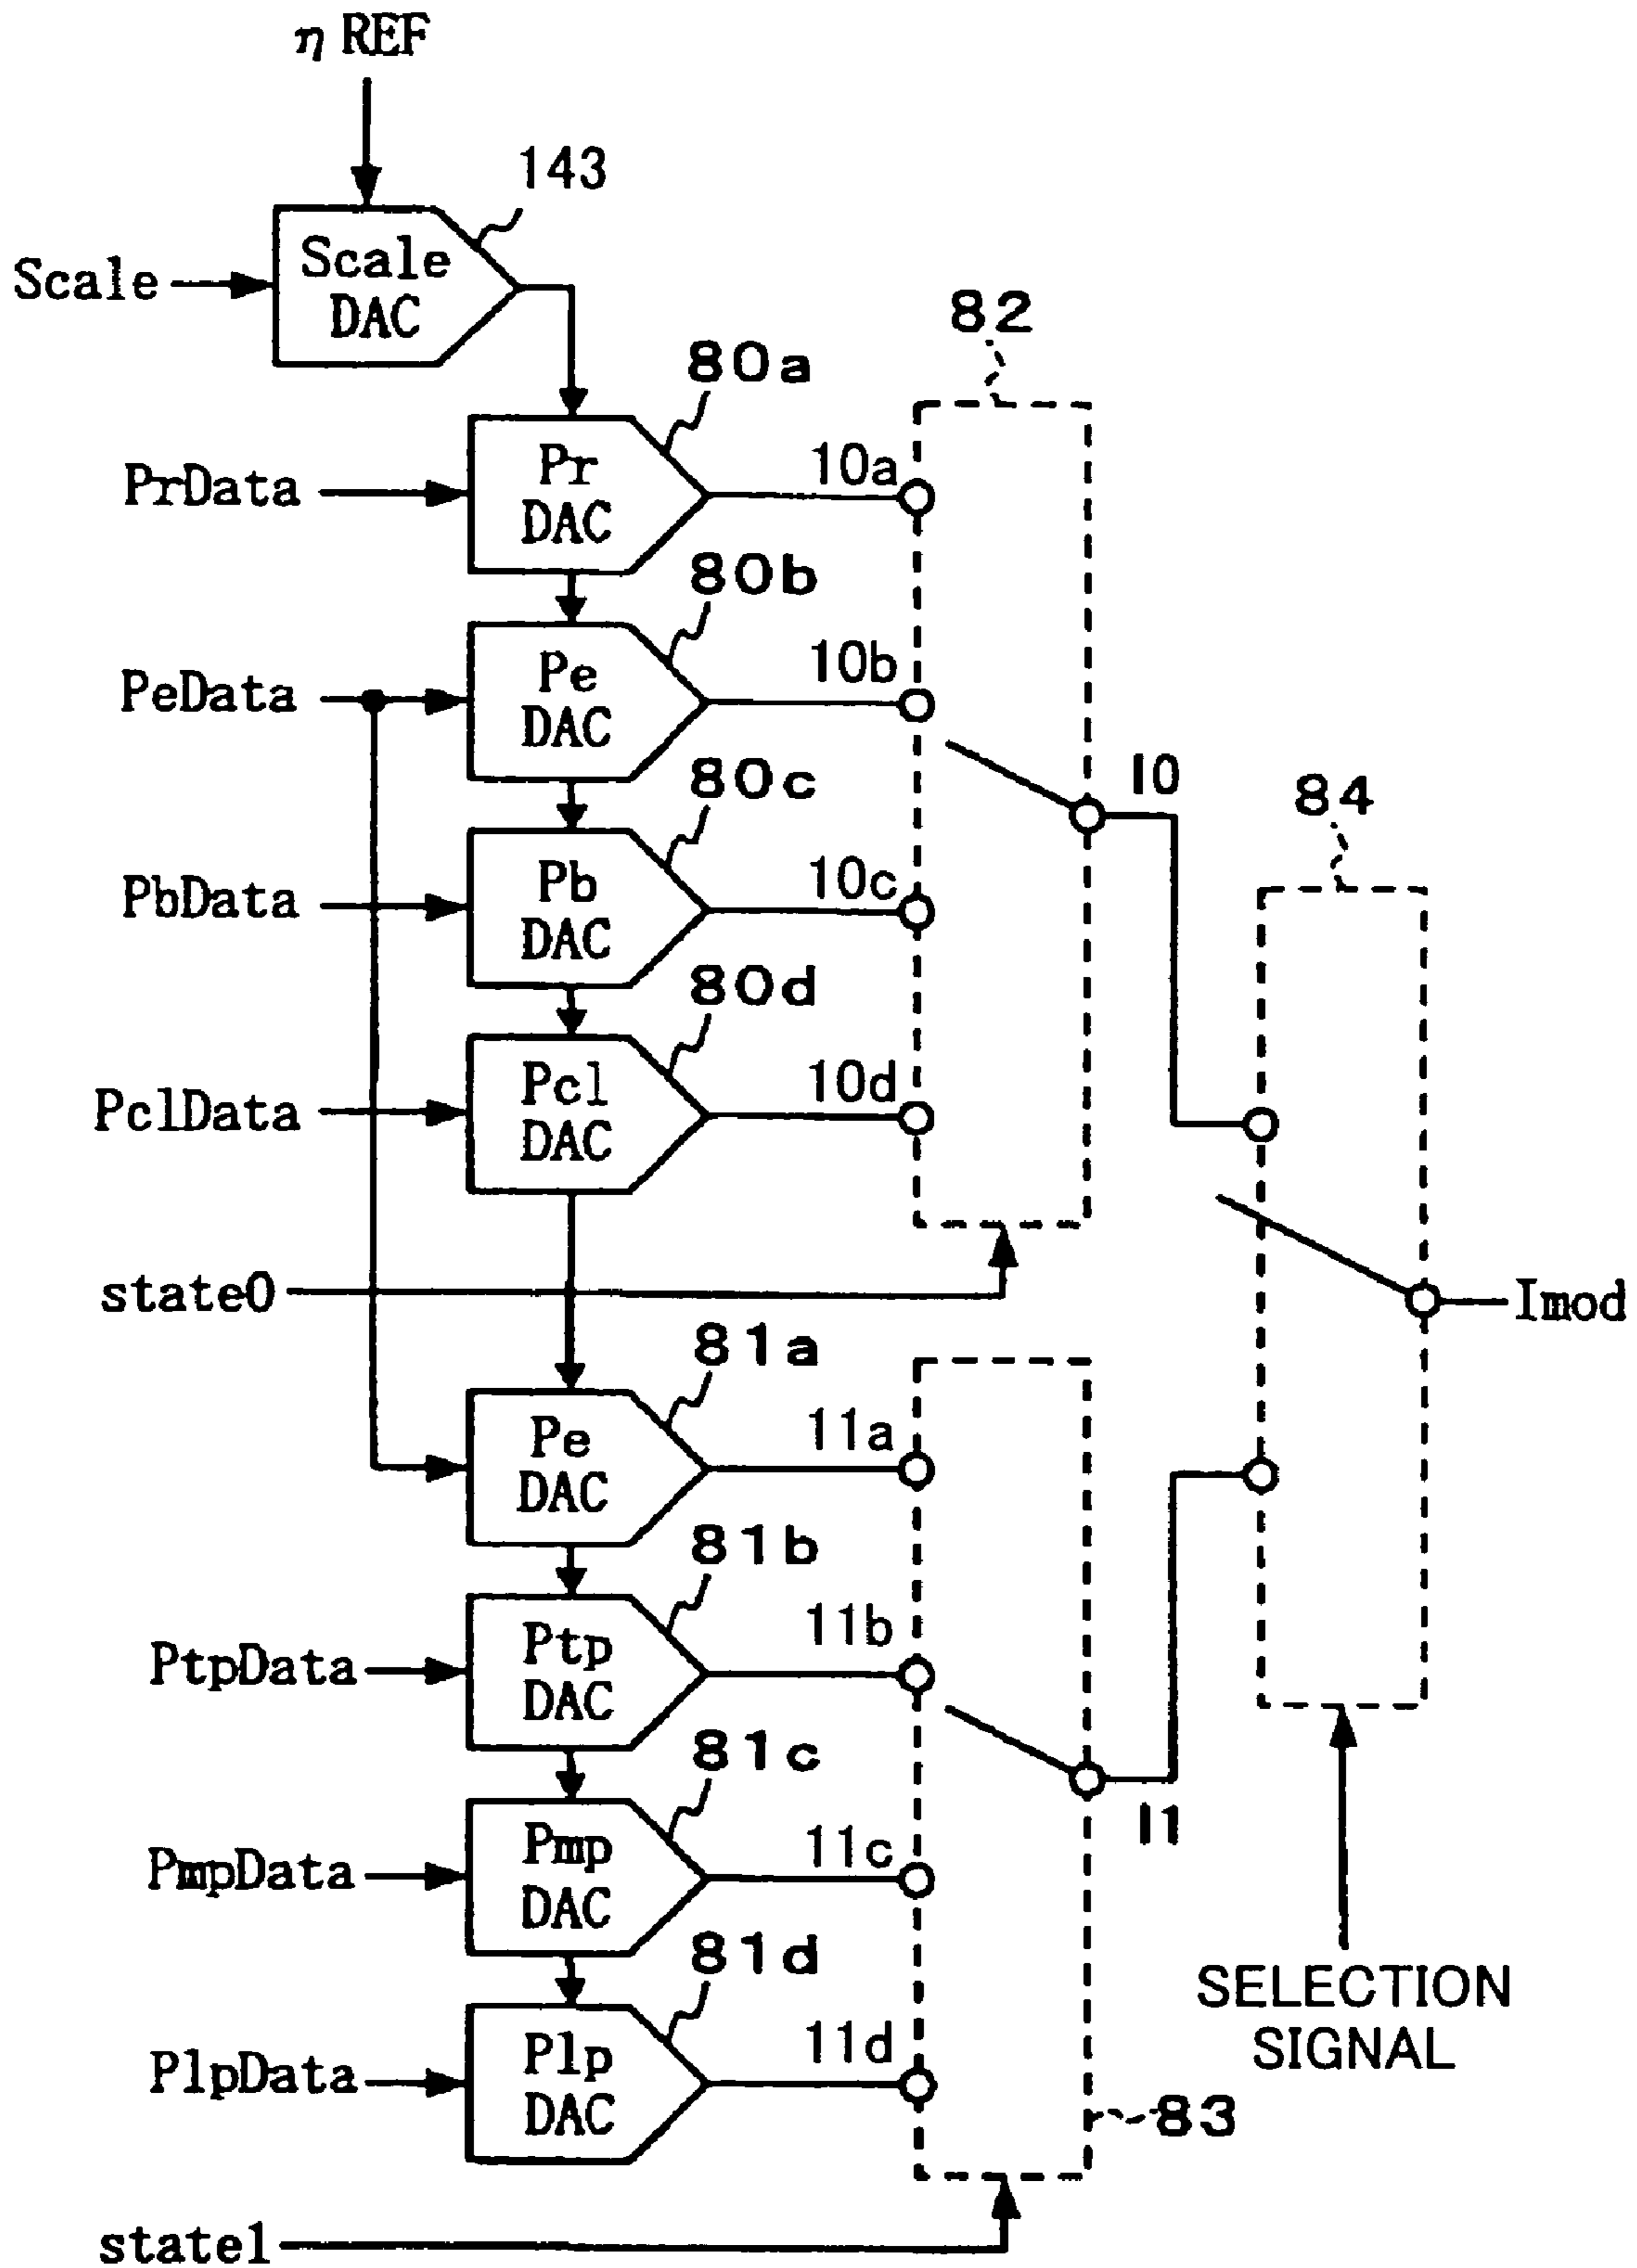 η REF
143
Scale
Scale
DAC
82
80a
Pr
DAC
PrData
10a
80b
Pe
DAC
PeData
10b
80c
I0
84
Pb
DAC
PbData
10c
80d
Pcl
DAC
PclData
10d
state0
Imod
81a
Pe
DAC
11a
81b
Ptp
DAC
PtpData
11b
81c
I1
Pmp
DAC
PmpData
11c
81d
SELECTION
SIGNAL
Plp
DAC
PlpData
11d
83
state1